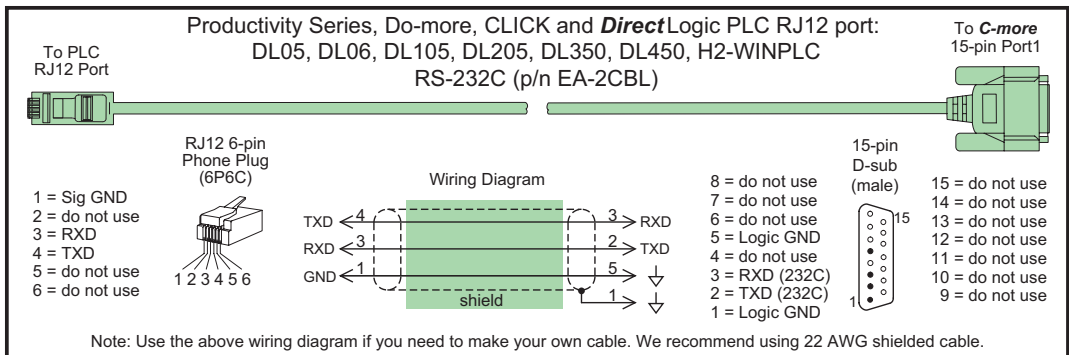 Productivity Series, Do-more, CLICK and DirectLogic PLC RJ12 port:
DL05, DL06, DL105, DL205, DL350, DL450, H2-WINPLC
RS-232C (p/n EA-2CBL)
To PLC
RJ12 Port
To C-more
15-pin Port1
RJ12 6-pin
Phone Plug
(6P6C)
1 = Sig GND
2 = do not use
3 = RXD
4 = TXD
5 = do not use
6 = do not use
1 2 3 4 5 6
Wiring Diagram
TXD 4 3 RXD
RXD 3 2 TXD
GND 1 5
1
shield
8 = do not use
7 = do not use
6 = do not use
5 = Logic GND
4 = do not use
3 = RXD (232C)
2 = TXD (232C)
1 = Logic GND
15-pin
D-sub
(male)
15
1
15 = do not use
14 = do not use
13 = do not use
12 = do not use
11 = do not use
10 = do not use
9 = do not use
Note: Use the above wiring diagram if you need to make your own cable. We recommend using 22 AWG shielded cable.